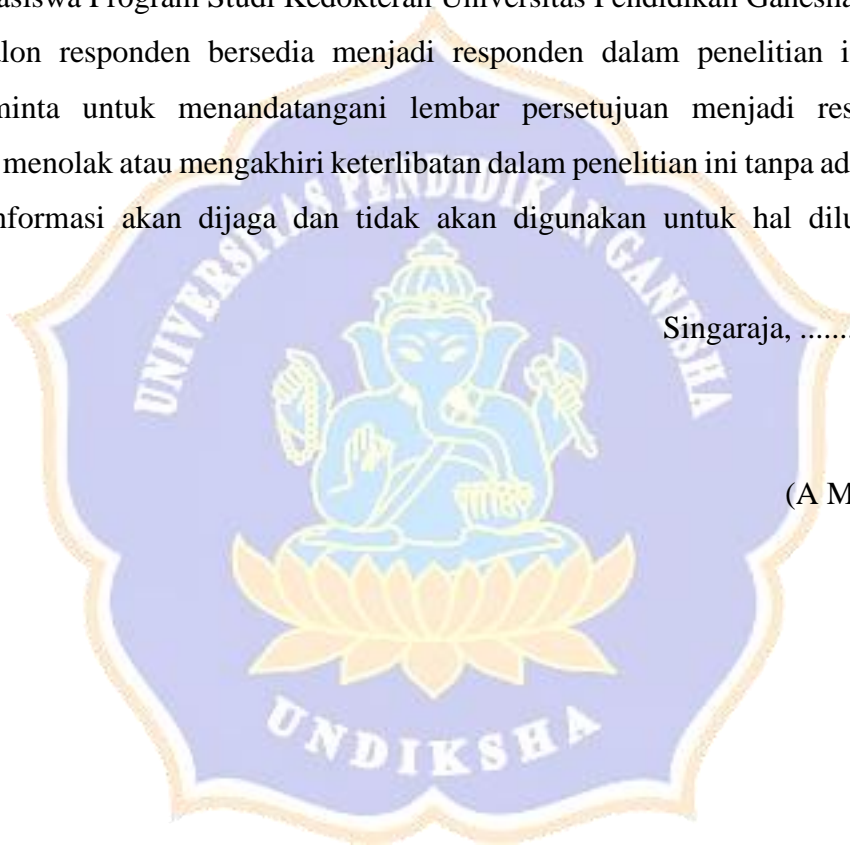 asiswa Program Studi Kedokteran Universitas Pendidikan Ganesha
lon responden bersedia menjadi responden dalam penelitian i
minta untuk menandatangani lembar persetujuan menjadi res
menolak atau mengakhiri keterlibatan dalam penelitian ini tanpa ad
nformasi akan dijaga dan tidak akan digunakan untuk hal dilu
UNIVERSITAS PENDIDIKAN GANESHA
Singaraja, .......
(A M
UNDIKSHA